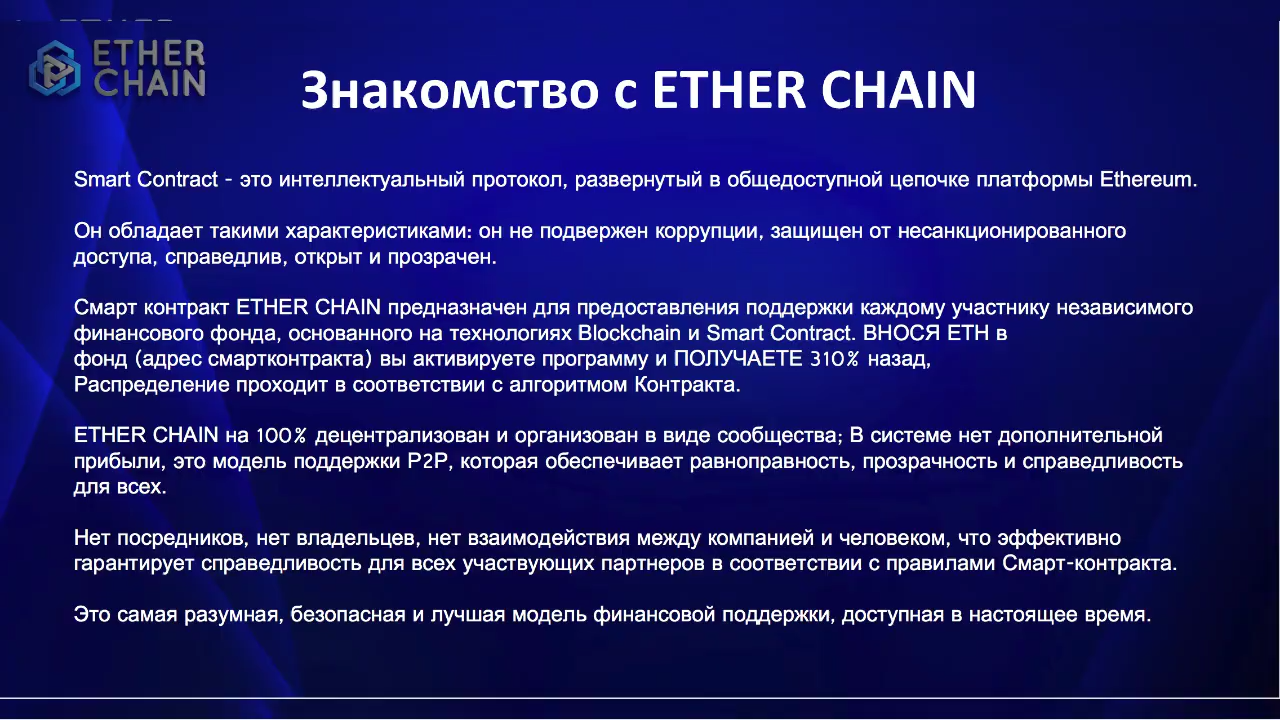 ETHER
CHAIN
Знакомство с ETHER CHAIN
Smart Contract - это интеллектуальный протокол, развернутый в общедоступной цепочке платформы Ethereum.
Он обладает такими характеристиками: он не подвержен коррупции, защищен от несанкционированного
доступа, справедлив, открыт и прозрачен.
Смарт контракт ETHER CHAIN предназначен для предоставления поддержки каждому участнику независимого
финансового фонда, основанного на технологиях Blockchain и Smart Contract. ВНОСЯ ETH в
фонд (адрес смартконтракта) вы активируете программу и ПОЛУЧАЕТЕ 310% назад,
Распределение проходит в соответствии с алгоритмом Контракта.
ETHER CHAIN на 100% децентрализован и организован в виде сообщества; В системе нет дополнительной
прибыли, это модель поддержки P2P, которая обеспечивает равноправность, прозрачность и справедливость
для всех.
Нет посредников, нет владельцев, нет взаимодействия между компанией и человеком, что эффективно
гарантирует справедливость для всех участвующих партнеров в соответствии с правилами Смарт-контракта.
Это самая разумная, безопасная и лучшая модель финансовой поддержки, доступная в настоящее время.